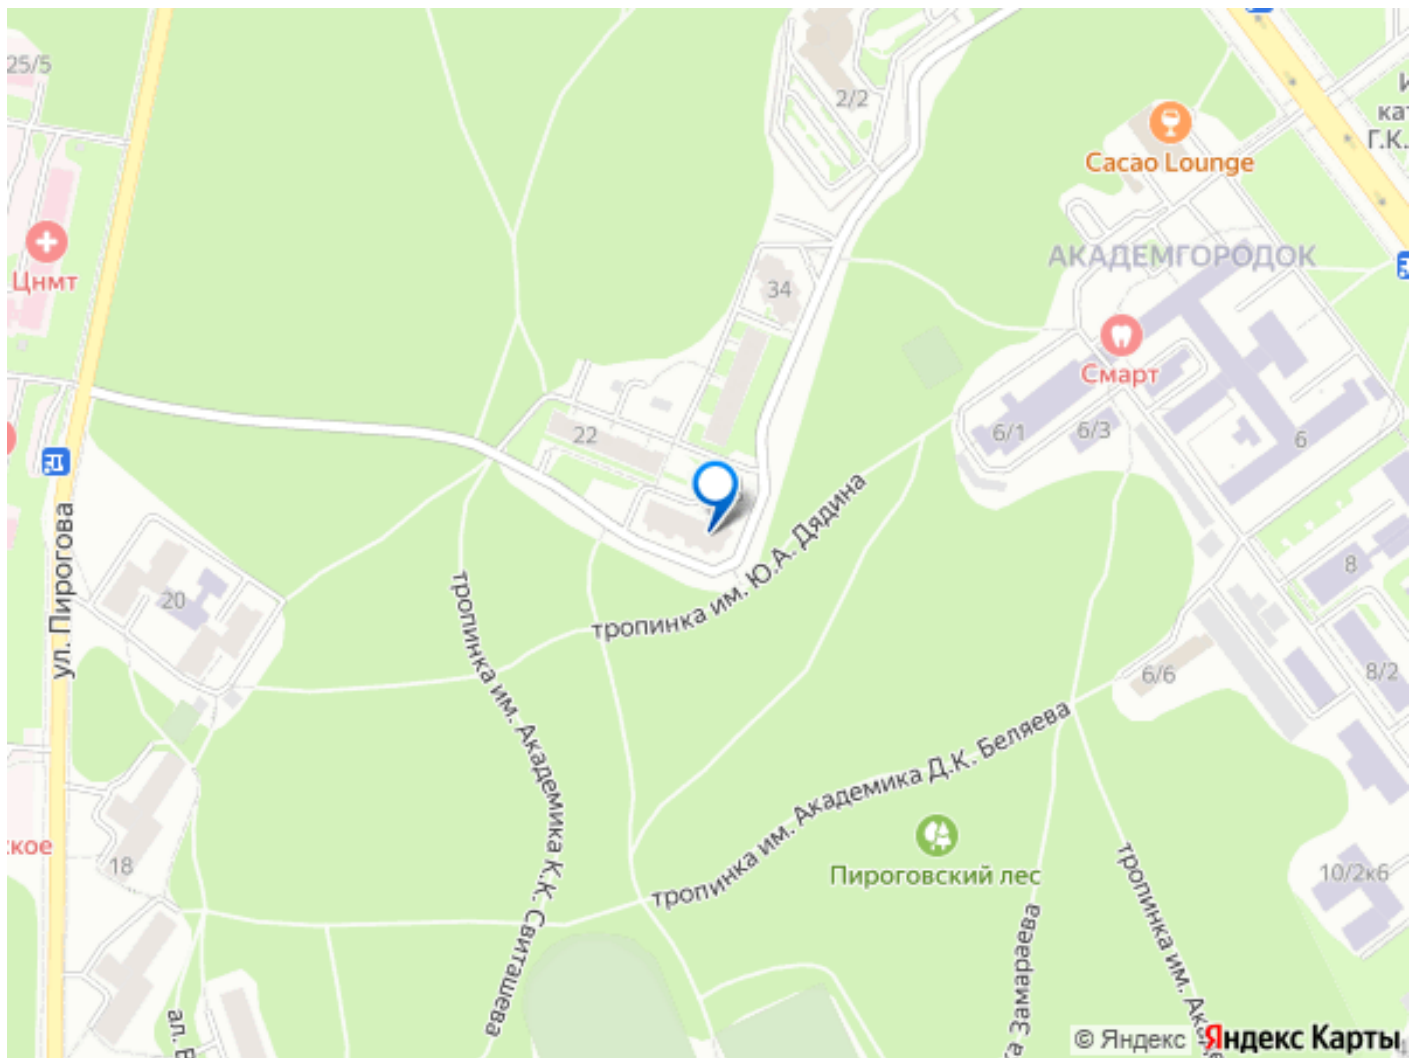 25/5
2/2
Cacao Lounge
Г.К.
Цнмт
АКАДЕМГОРОДОК
34
Смарт
22
6/1
6/3
6
ул. Пирогова
тропинка им. Ю.А. Дядина
20
8
тропинка им. Академика К.К. Свиташева
6/6
8/2
тропинка им. Академика Д.К. Беляева
Пироговский лес
18
10/2к6
Замараева
тропинка им.
ал.
© Яндекс Яндекс Карты